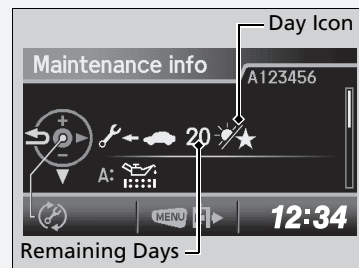 Day Icon
Maintenance info
A123456
20
A:
MENU
12:34
Remaining Days